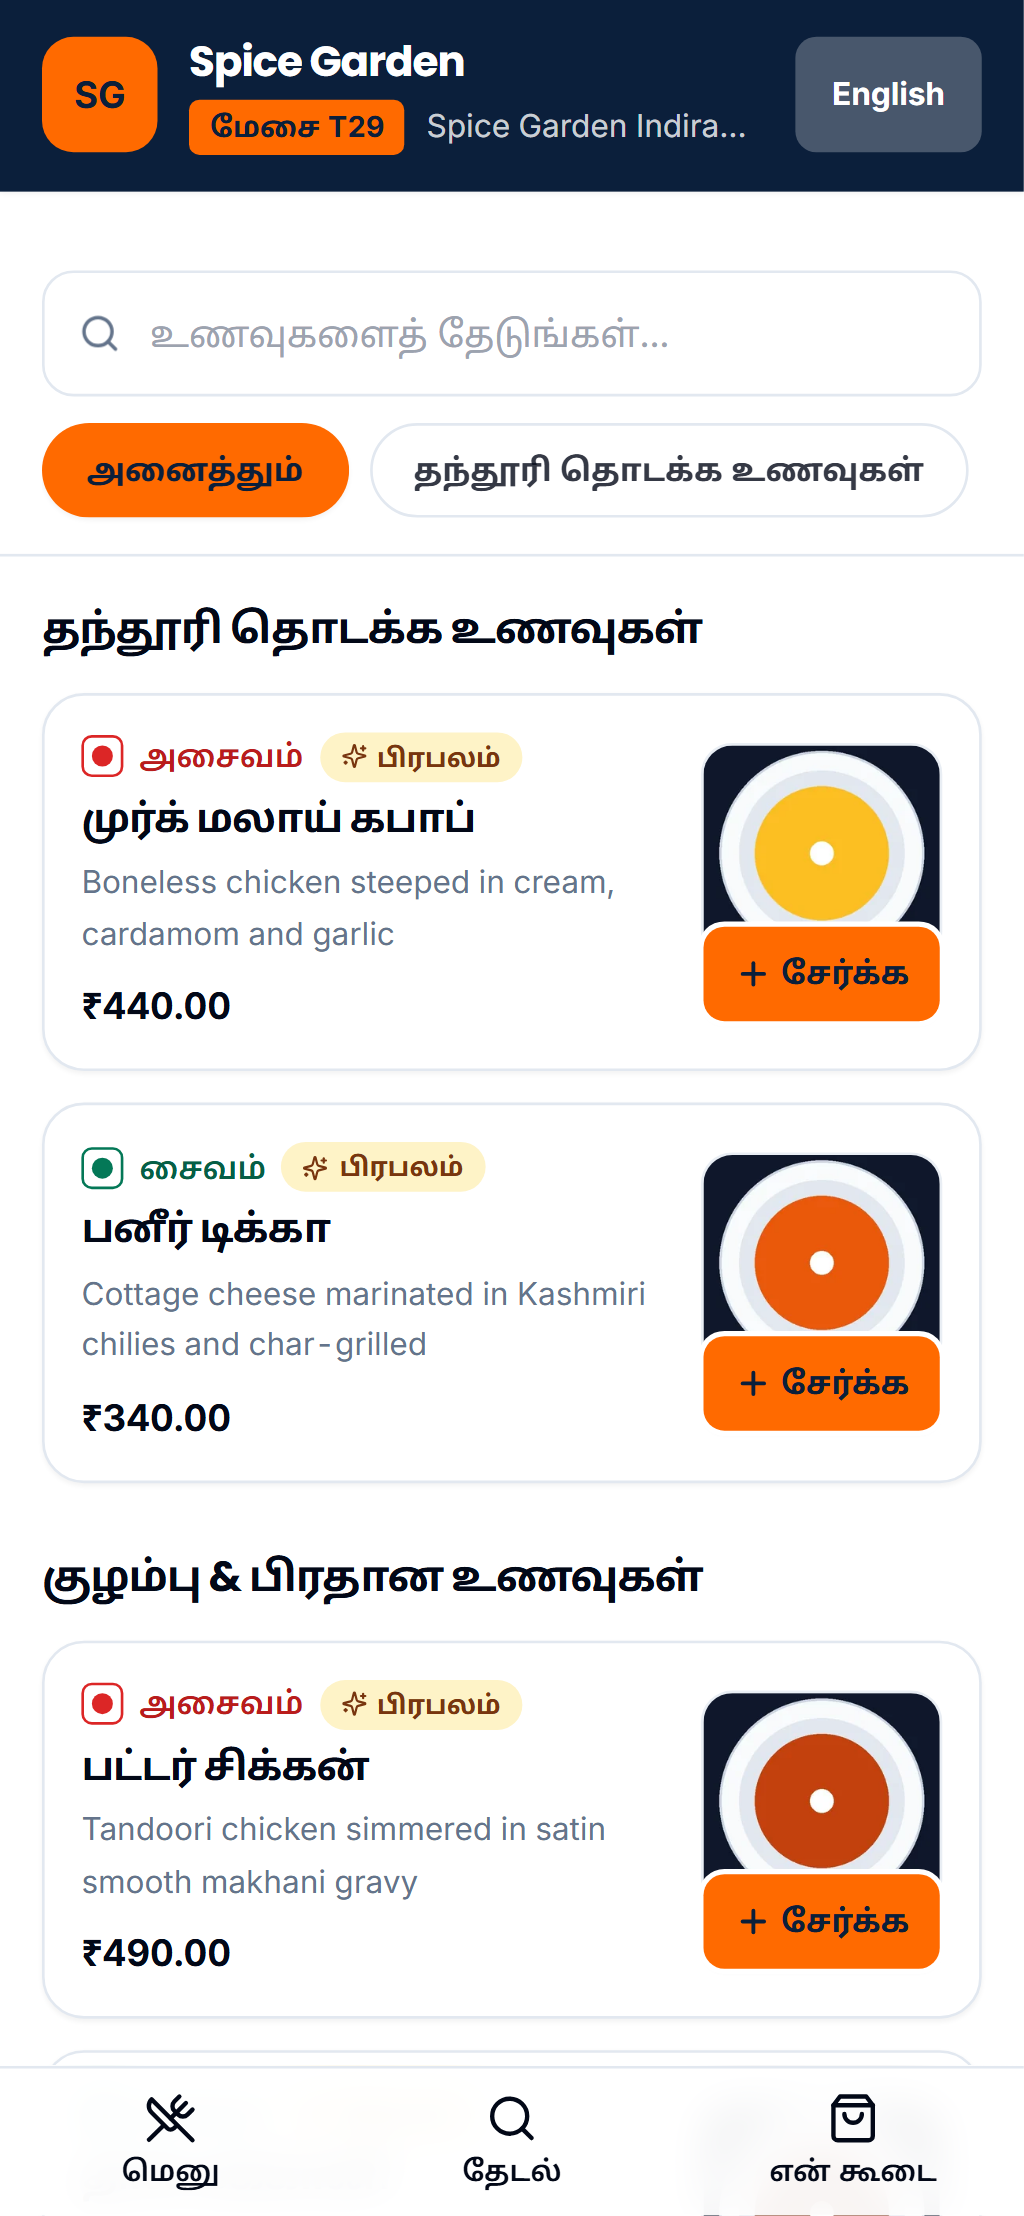 SG
Spice Garden
மேசை T29
Spice Garden Indira...
English
உணவுகளைத் தேடுங்கள்...
அனைத்தும்
தந்தூரி தொடக்க உணவுகள்
தந்தூரி தொடக்க உணவுகள்
அசைவம்
பிரபலம்
முர்க் மலாய் கபாப்
Boneless chicken steeped in cream,
cardamom and garlic
₹440.00
+ சேர்க்க
சைவம்
பிரபலம்
பனீர் டிக்கா
Cottage cheese marinated in Kashmiri
chilies and char-grilled
₹340.00
+ சேர்க்க
குழம்பு & பிரதான உணவுகள்
அசைவம்
பிரபலம்
பட்டர் சிக்கன்
Tandoori chicken simmered in satin
smooth makhani gravy
₹490.00
+ சேர்க்க
மெனு
தேடல்
என் கூடை